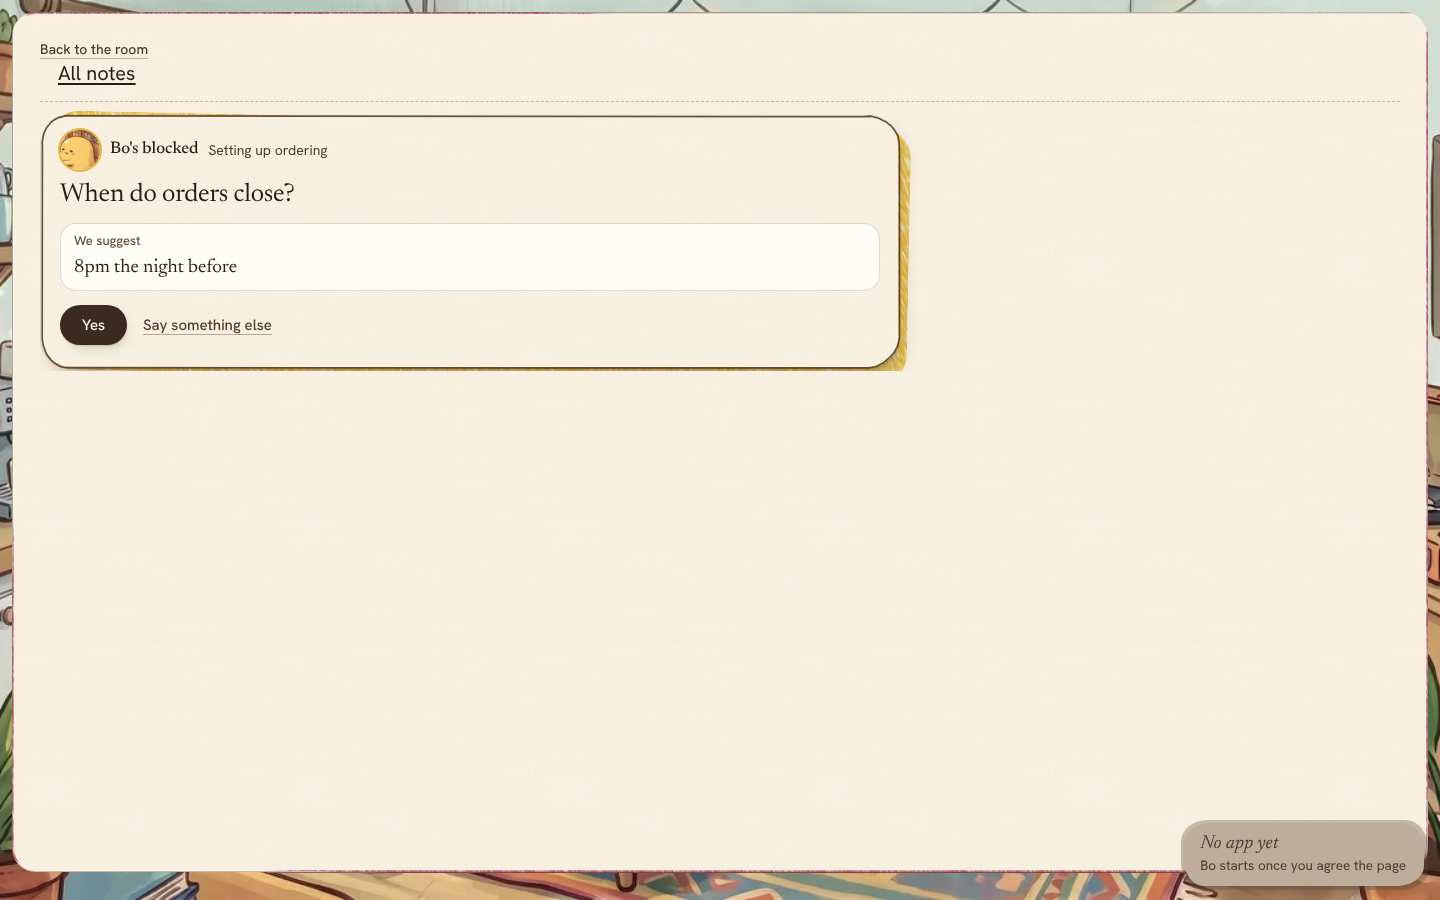 Back to the room
All notes
Bo's blocked Setting up ordering
When do orders close?
We suggest
8pm the night before
Yes Say something else
No app yet
Bo starts once you agree the page